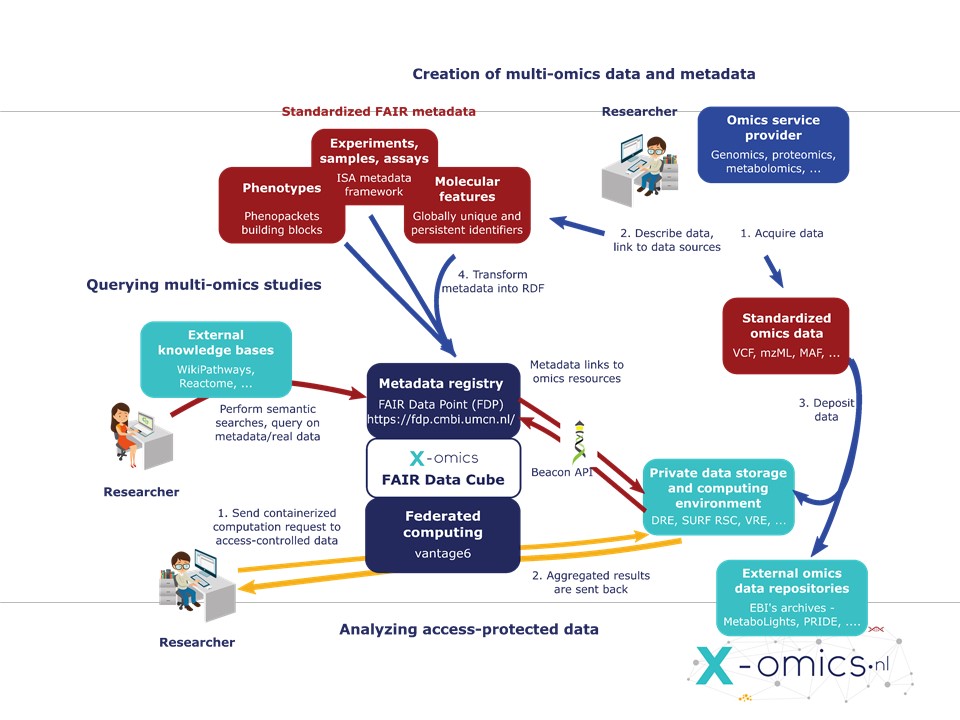 Creation of multi-omics data and metadata
Standardized FAIR metadata
Experiments,
samples, assays
ISA metadata
framework
Phenotypes
Phenopackets
building blocks
Molecular
features
Globally unique and
persistent identifiers
Researcher
Omics service
provider
Genomics, proteomics,
metabolomics, ...
2. Describe data,
link to data sources
1. Acquire data
4. Transform
metadata into RDF
Querying multi-omics studies
Standardized
omics data
VCF, mzML, MAF, ...
3. Deposit
data
External
knowledge bases
WikiPathways,
Reactome, ...
Perform semantic
searches, query on
metadata/real data
Researcher
Metadata registry
FAIR Data Point (FDP)
https://fdp.cmbi.umcn.nl/
X-omics
FAIR Data Cube
Federated
computing
vantage6
Metadata links to
omics resources
Beacon API
Private data storage
and computing
environment
DRE, SURF RSC, VRE, ...
1. Send containerized
computation request to
access-controlled data
2. Aggregated results
are sent back
Researcher
Analyzing access-protected data
External omics
data repositories
EBI's archives -
MetaboLights, PRIDE, ....
X-omics.nl